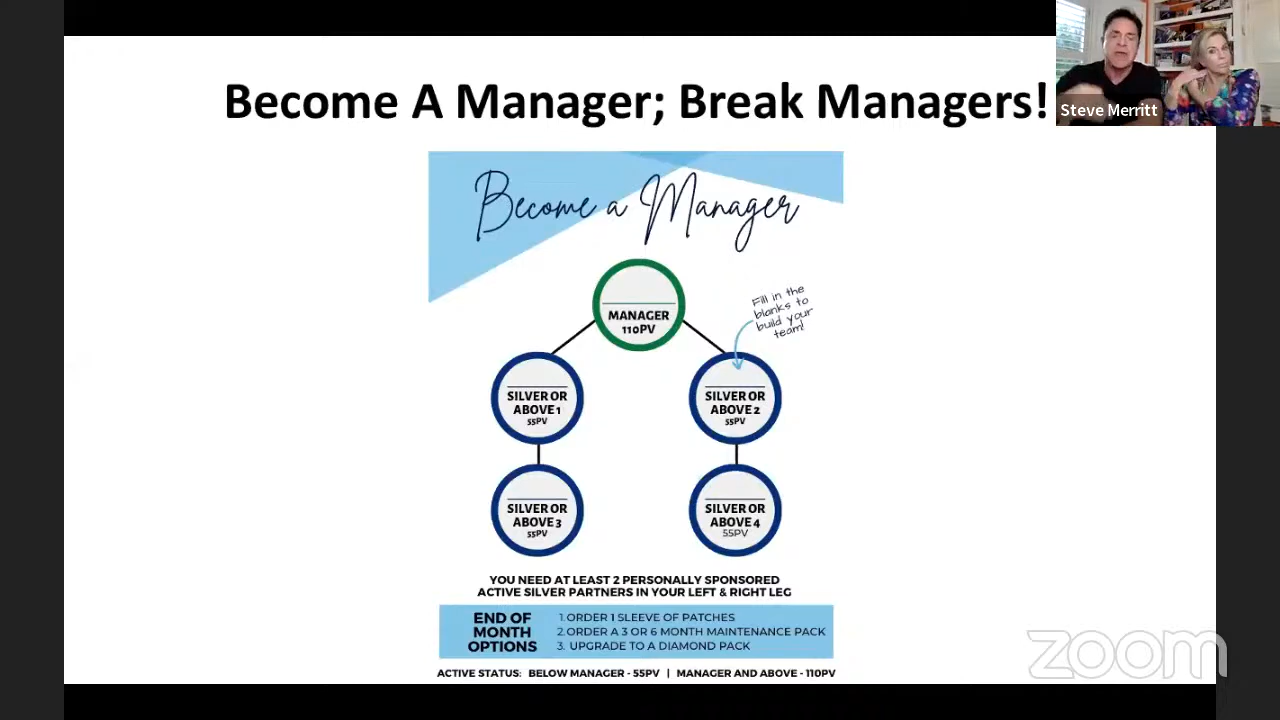 Become A Manager; Break Managers!
Steve Merritt
Become a Manager
Fill in the
blanks to
build your
team!
MANAGER
110PV
SILVER OR
ABOVE 1
55PV
SILVER OR
ABOVE 2
55PV
SILVER OR
ABOVE 3
55PV
SILVER OR
ABOVE 4
55PV
YOU NEED AT LEAST 2 PERSONALLY SPONSORED
ACTIVE SILVER PARTNERS IN YOUR LEFT & RIGHT LEG
END OF
MONTH
OPTIONS
1. ORDER 1 SLEEVE OF PATCHES
2. ORDER A 3 OR 6 MONTH MAINTENANCE PACK
3. UPGRADE TO A DIAMOND PACK
ACTIVE STATUS: BELOW MANAGER - 55PV | MANAGER AND ABOVE - 110PV
zoom